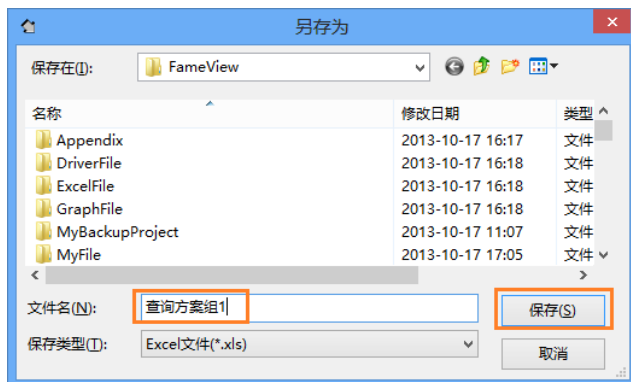 另存为
保存在(I): FameView
名称 修改日期 类型
Appendix 2013-10-17 16:17 文件
DriverFile 2013-10-17 16:18 文件
ExcelFile 2013-10-17 16:18 文件
GraphFile 2013-10-17 16:18 文件
MyBackupProject 2013-10-17 11:07 文件
MyFile 2013-10-17 17:05 文件
文件名(N): 查询方案组1 保存(S)
保存类型(T): Excel文件(*.xls) 取消